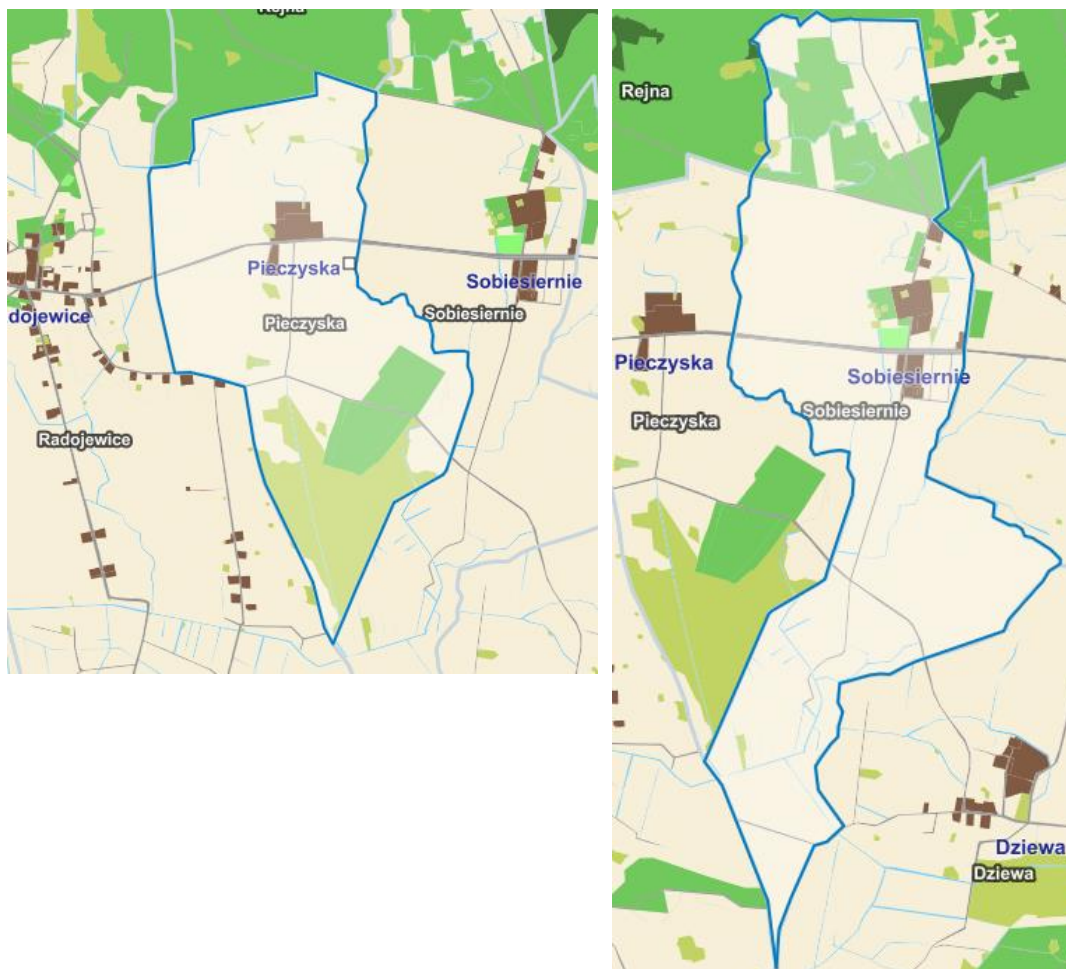 Rejna
Pieczyska
Sobiesiernie
Sobiesiernie
dojewice
Pieczyska
Radojewice
Rejna
Pieczyska
Sobiesiernie
Sobiesiernie
Pieczyska
Dziewa
Dziewa